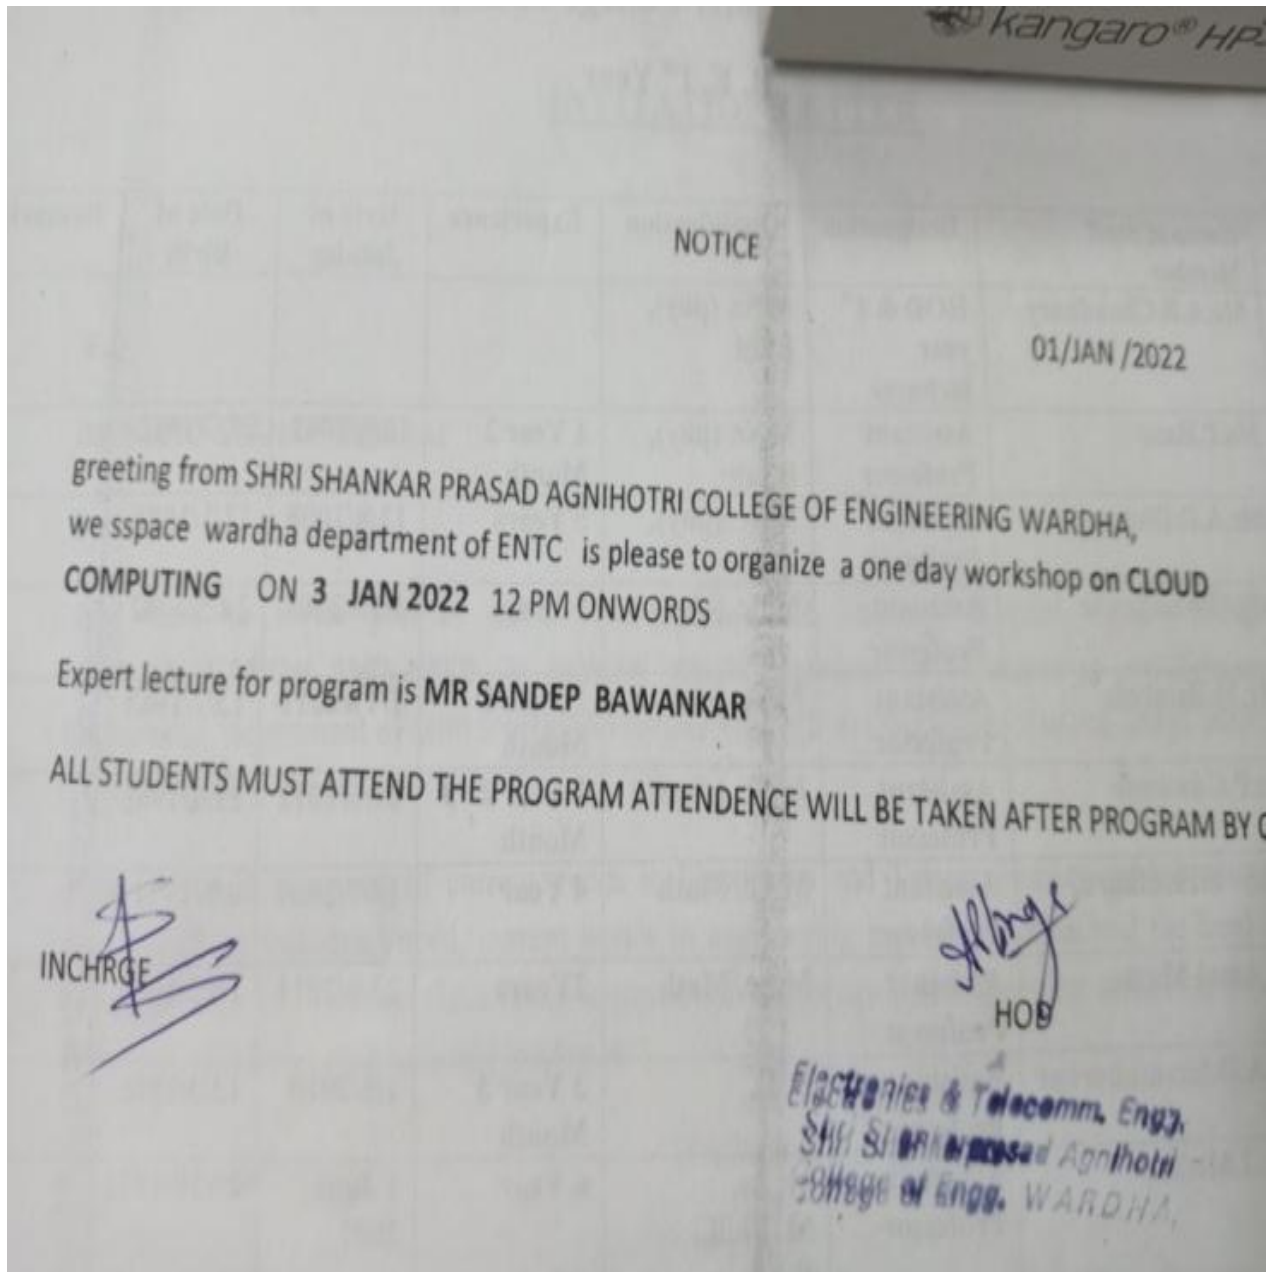 kangaro® HP-
NOTICE
01/JAN /2022
greeting from SHRI SHANKAR PRASAD AGNIHOTRI COLLEGE OF ENGINEERING WARDHA,
we sspace wardha department of ENTC is please to organize a one day workshop on CLOUD
COMPUTING ON 3 JAN 2022 12 PM ONWORDS
Expert lecture for program is MR SANDEP BAWANKAR
ALL STUDENTS MUST ATTEND THE PROGRAM ATTENDENCE WILL BE TAKEN AFTER PROGRAM BY
INCHRGE
HOD
Electronics & Telecomm. Engg.
Shri Shankarprasad Agnihotri
College of Engg. WARDHA.